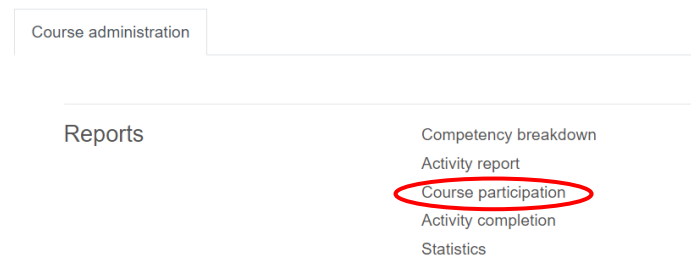 Course administration
Reports
Competency breakdown
Activity report
Course participation
Activity completion
Statistics